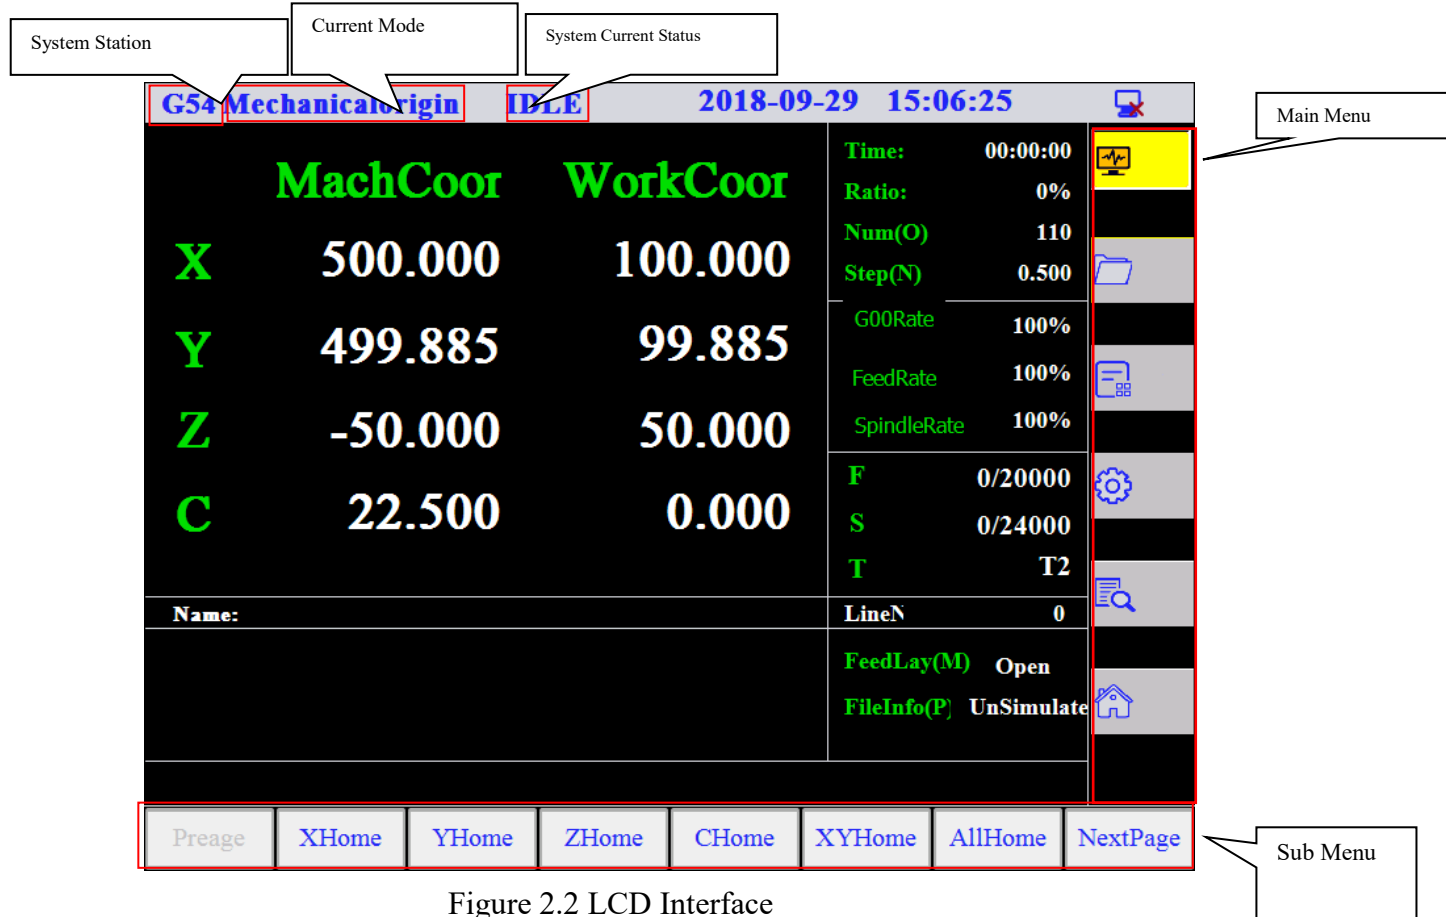 System Station
Current Mode
System Current Status
G54 Mechanicalorigin IDLE 2018-09-29 15:06:25
Main Menu
MachCoor WorkCoor
X 500.000 100.000
Y 499.885 99.885
Z -50.000 50.000
C 22.500 0.000
Time: 00:00:00
Ratio: 0%
Num(O) 110
Step(N) 0.500
G00Rate 100%
FeedRate 100%
SpindleRate 100%
F 0/20000
S 0/24000
T T2
Name:
LineN 0
FeedLay(M) Open
FileInfo(P) UnSimulate
Preage XHome YHome ZHome CHome XYHome AllHome NextPage
Sub Menu
Figure 2.2 LCD Interface